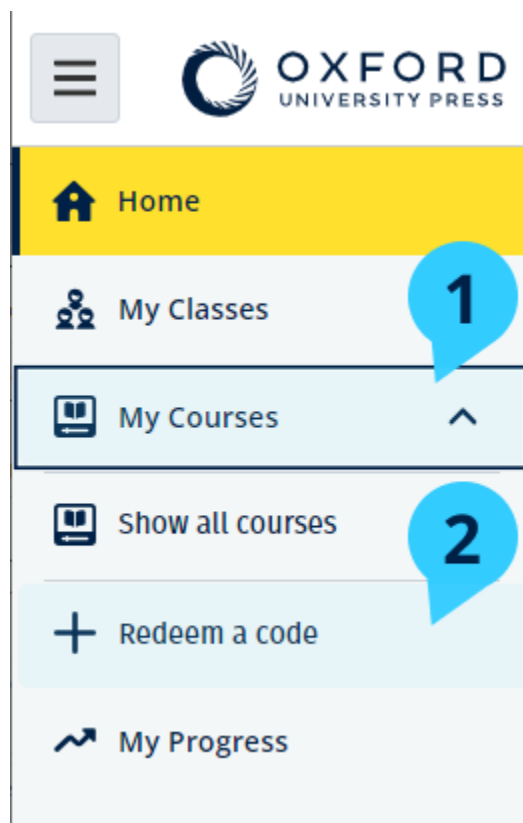 OXFORD
UNIVERSITY PRESS
Home
My Classes
1
My Courses
Show all courses
2
Redeem a code
My Progress